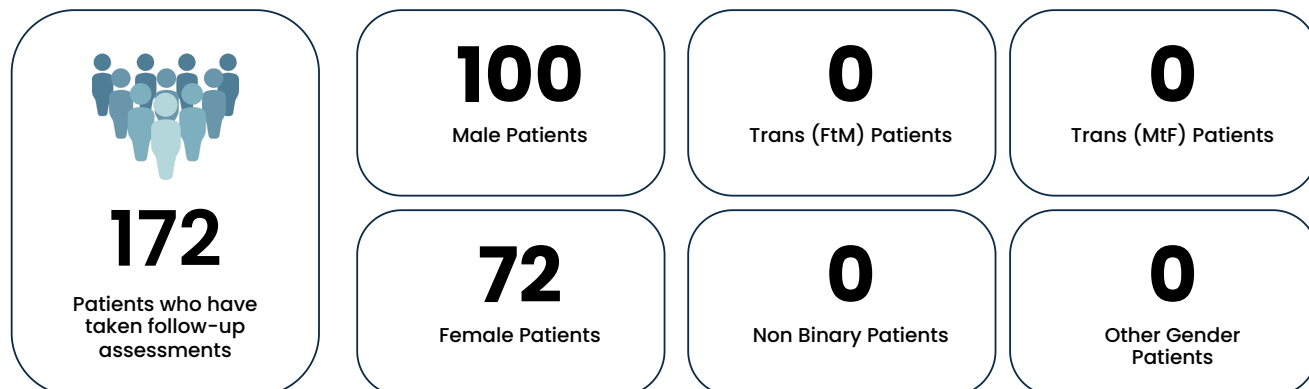 172
Patients who have
taken follow-up
assessments
100
Male Patients
0
Trans (FtM) Patients
0
Trans (MtF) Patients
72
Female Patients
0
Non Binary Patients
0
Other Gender
Patients